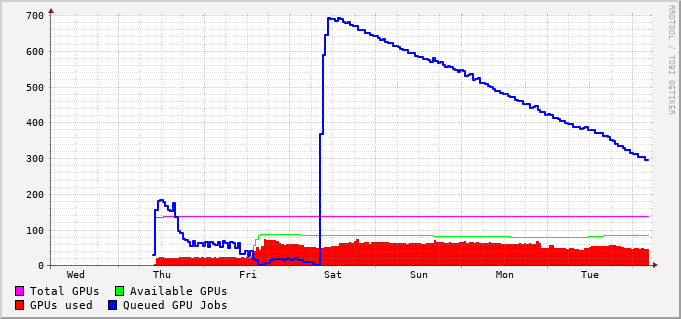 700
600
500
400
300
200
100
0
Wed Thu Fri Sat Sun Mon Tue
Total GPUs Available GPUs
GPUs used Queued GPU Jobs
RRDTOOL / TOBI OETIKER